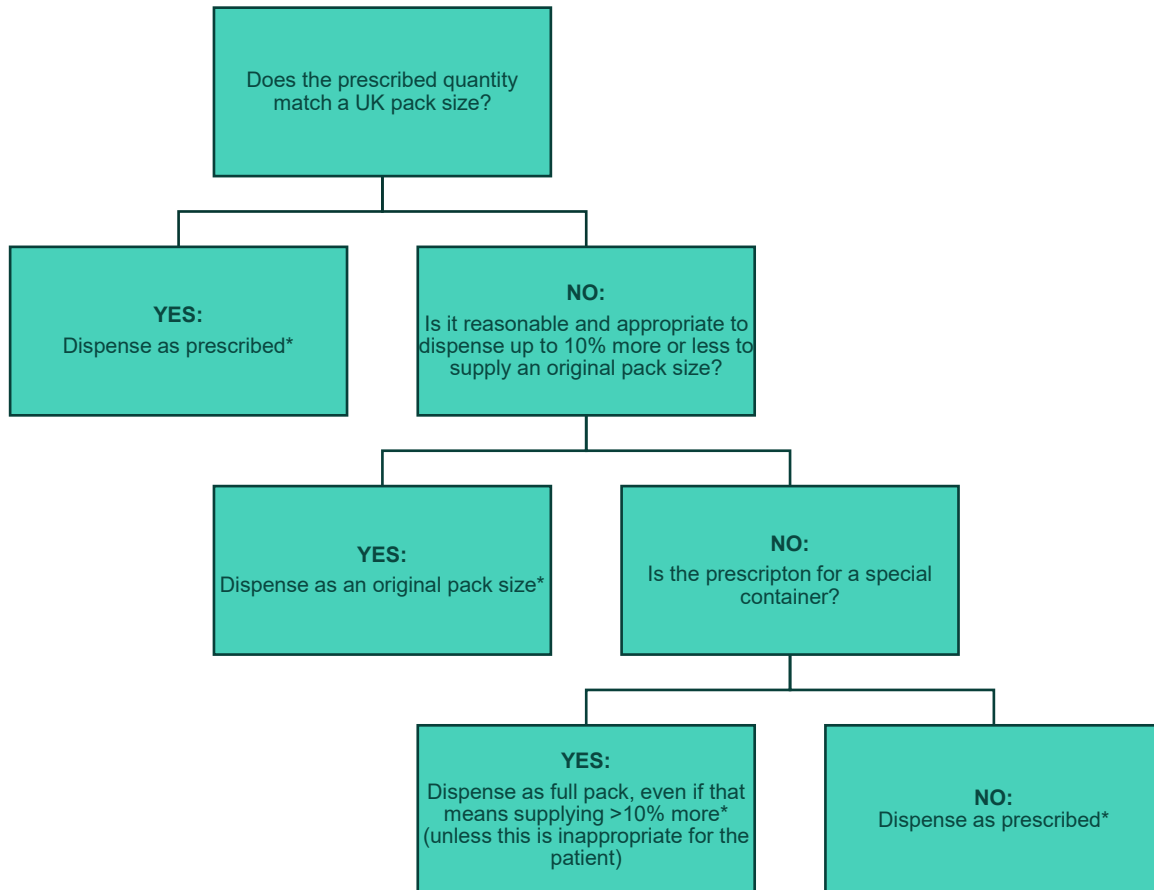 Does the prescribed quantity
match a UK pack size?
YES:
Dispense as prescribed*
NO:
Is it reasonable and appropriate to
dispense up to 10% more or less to
supply an original pack size?
YES:
Dispense as an original pack size*
NO:
Is the prescripton for a special
container?
YES:
Dispense as full pack, even if that
means supplying >10% more*
(unless this is inappropriate for the
patient)
NO:
Dispense as prescribed*